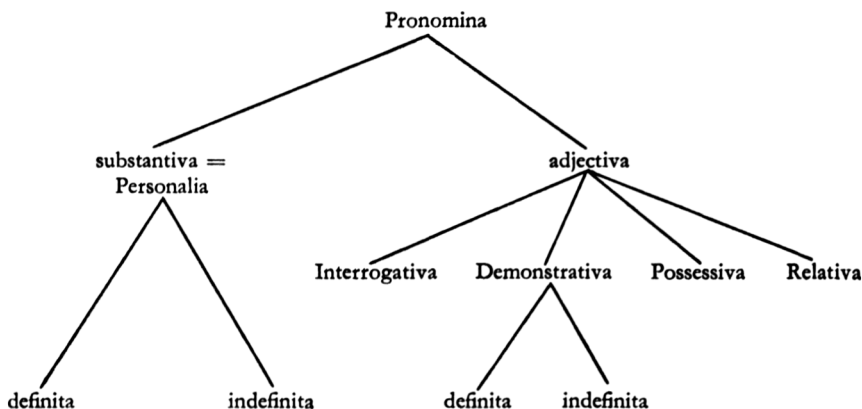 Pronomina
substantiva =
Personalia
adjectiva
Interrogativa Demonstrativa Possessiva Relativa
definita indefinita definita indefinita